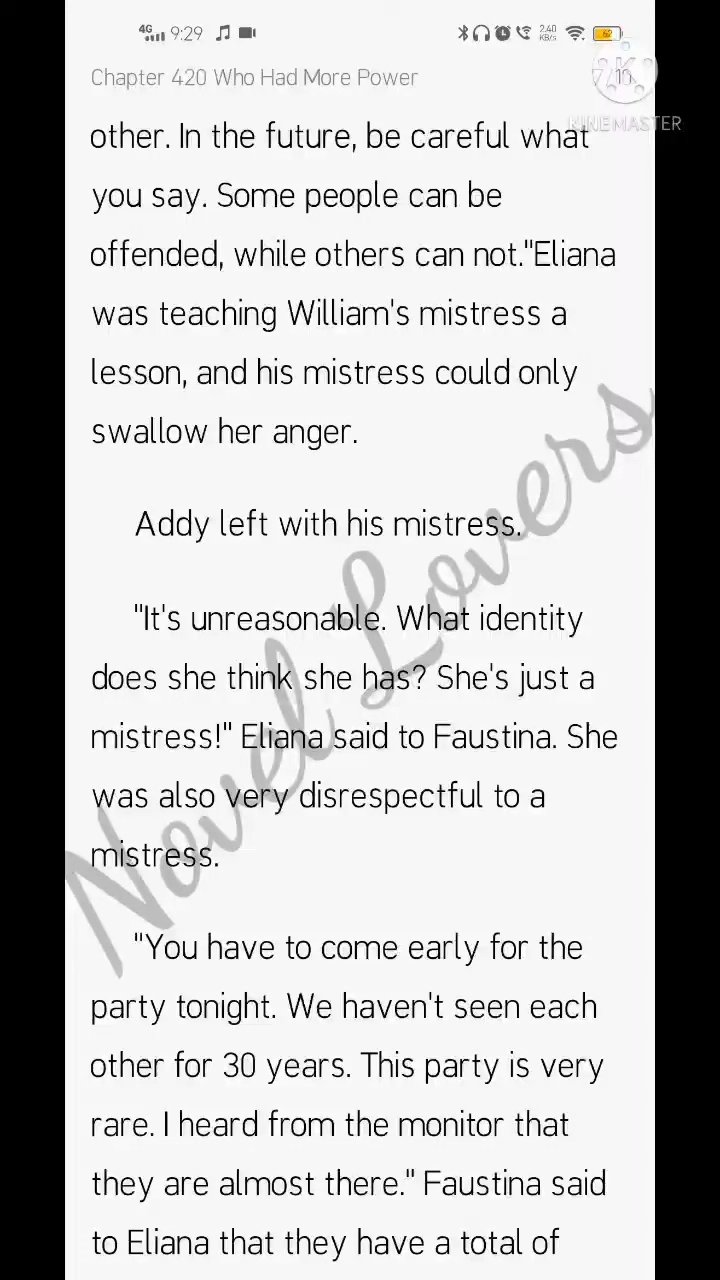 4G 9:29 2.40 KB/s 62
Chapter 420 Who Had More Power
K
KINEMASTER
other. In the future, be careful what
you say. Some people can be
offended, while others can not."Eliana
was teaching William's mistress a
lesson, and his mistress could only
swallow her anger.
Addy left with his mistress.
"It's unreasonable. What identity
does she think she has? She's just a
mistress!" Eliana said to Faustina. She
was also very disrespectful to a
mistress.
Novel Lovers
"You have to come early for the
party tonight. We haven't seen each
other for 30 years. This party is very
rare. I heard from the monitor that
they are almost there." Faustina said
to Eliana that they have a total of